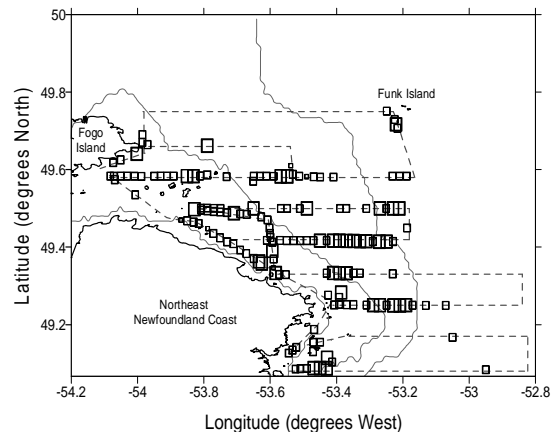 50
49.8
49.6
49.4
49.2
Latitude (degrees North)
Funk Island
Fogo
Island
Northeast
Newfoundland Coast
-54.2
-54
-53.8
-53.6
-53.4
-53.2
-53
-52.8
Longitude (degrees West)